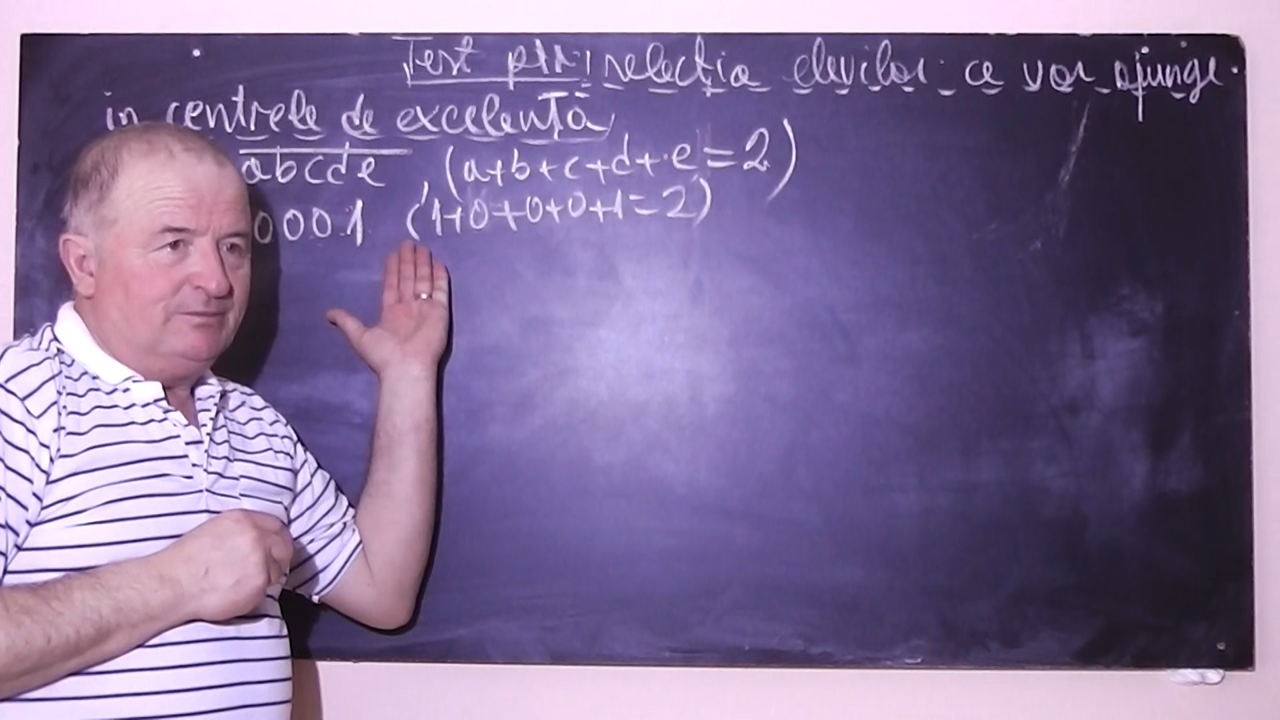 Test ptr. selecția elevilor ce vor ajunge
in centrele de excelență
abcde (a+b+c+d+e=2)
0001 (1+0+0+0+1=2)